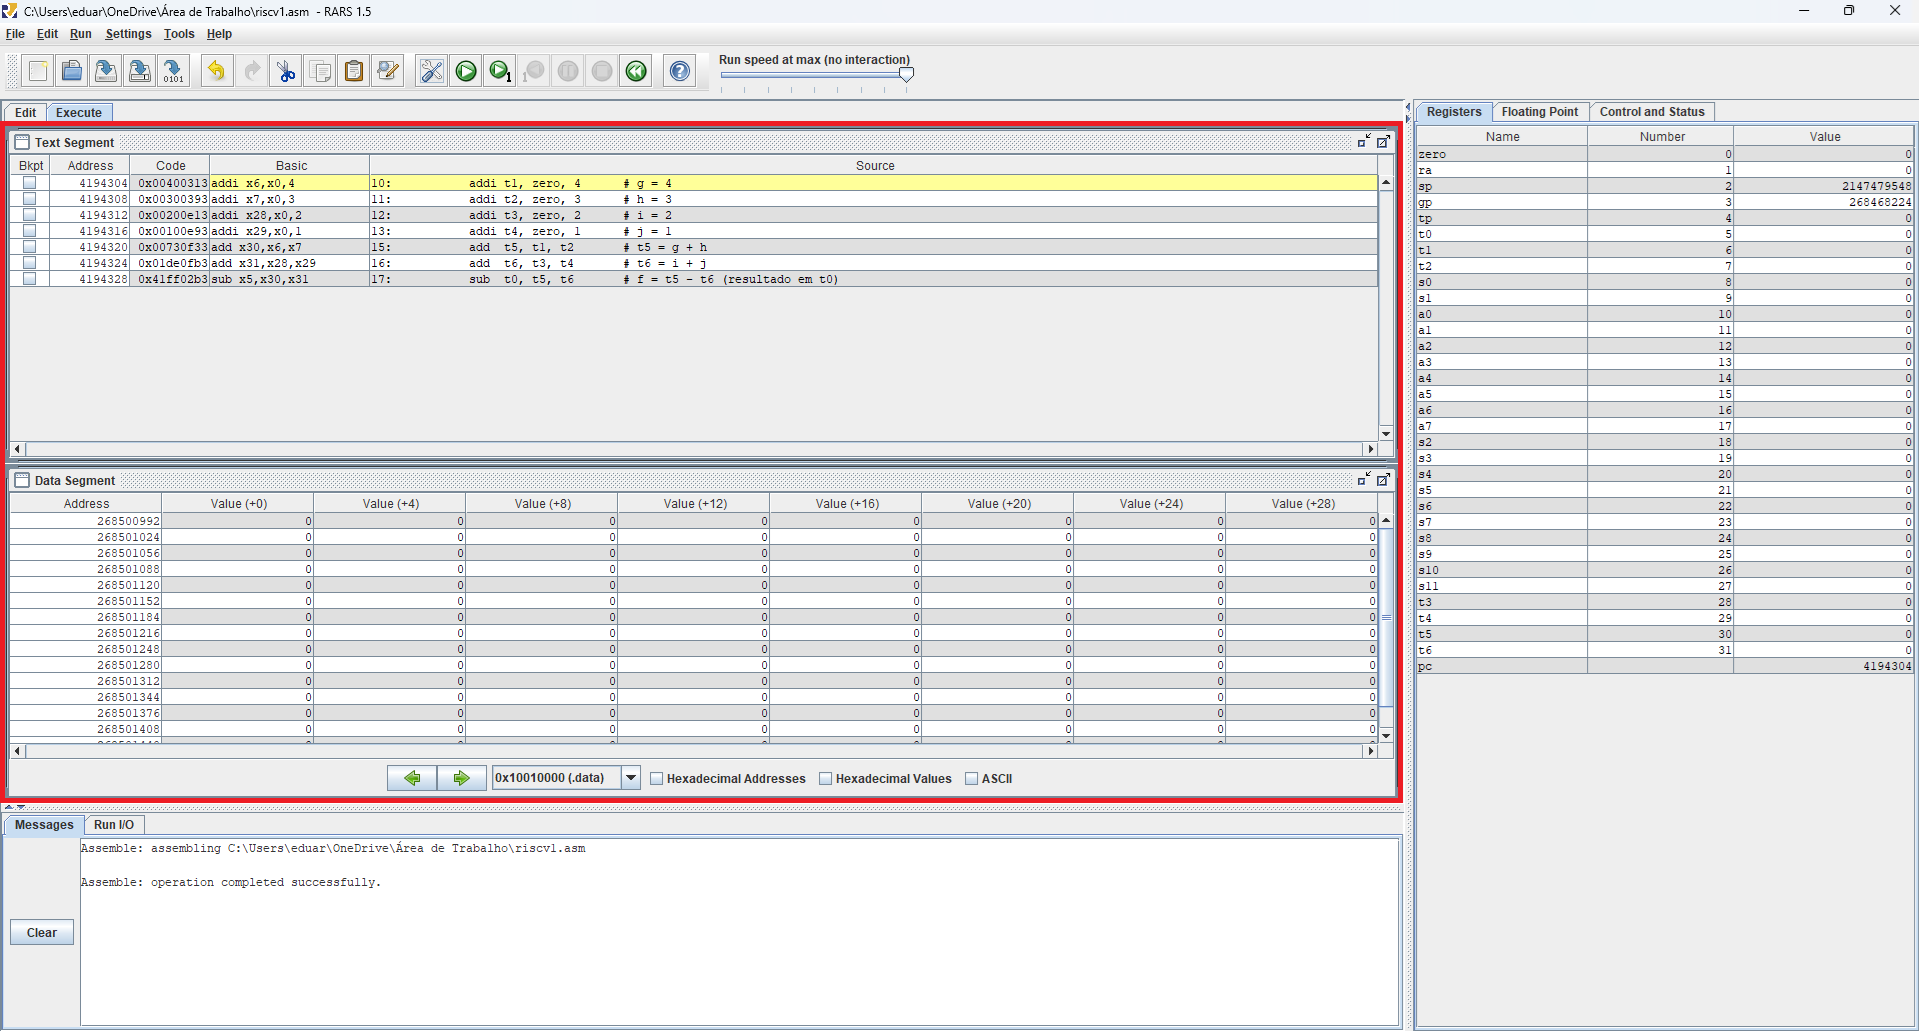 C:\Users\eduar\OneDrive\Área de Trabalho\riscv1.asm - RARS 1.5
File Edit Run Settings Tools Help
Run speed at max (no interaction)
Edit Execute
Text Segment
Bkpt Address Code Basic Source
4194304 0x00400313 addi x6,x0,4 10: addi t1, zero, 4 # g = 4
4194308 0x00300393 addi x7,x0,3 11: addi t2, zero, 3 # h = 3
4194312 0x00200e13 addi x28,x0,2 12: addi t3, zero, 2 # i = 2
4194316 0x00100e93 addi x29,x0,1 13: addi t4, zero, 1 # j = 1
4194320 0x00730f33 add x30,x6,x7 15: add t5, t1, t2 # t5 = g + h
4194324 0x01de0fb3 add x31,x28,x29 16: add t6, t3, t4 # t6 = i + j
4194328 0x41ff02b3 sub x5,x30,x31 17: sub t0, t5, t6 # f = t5 - t6 (resultado em t0)
Data Segment
Address Value (+0) Value (+4) Value (+8) Value (+12) Value (+16) Value (+20) Value (+24) Value (+28)
268500992 0 0 0 0 0 0 0 0
268501024 0 0 0 0 0 0 0 0
268501056 0 0 0 0 0 0 0 0
268501088 0 0 0 0 0 0 0 0
268501120 0 0 0 0 0 0 0 0
268501152 0 0 0 0 0 0 0 0
268501184 0 0 0 0 0 0 0 0
268501216 0 0 0 0 0 0 0 0
268501248 0 0 0 0 0 0 0 0
268501280 0 0 0 0 0 0 0 0
268501312 0 0 0 0 0 0 0 0
268501344 0 0 0 0 0 0 0 0
268501376 0 0 0 0 0 0 0 0
268501408 0 0 0 0 0 0 0 0
0x10010000 (.data) Hexadecimal Addresses Hexadecimal Values ASCII
Messages Run I/O
Assemble: assembling C:\Users\eduar\OneDrive\Área de Trabalho\riscv1.asm
Assemble: operation completed successfully.
Clear
Registers Floating Point Control and Status
Name Number Value
zero 0 0
ra 1 0
sp 2 2147479548
gp 3 268468224
tp 4 0
t0 5 0
t1 6 0
t2 7 0
s0 8 0
s1 9 0
a0 10 0
a1 11 0
a2 12 0
a3 13 0
a4 14 0
a5 15 0
a6 16 0
a7 17 0
s2 18 0
s3 19 0
s4 20 0
s5 21 0
s6 22 0
s7 23 0
s8 24 0
s9 25 0
s10 26 0
s11 27 0
t3 28 0
t4 29 0
t5 30 0
t6 31 0
pc 4194304